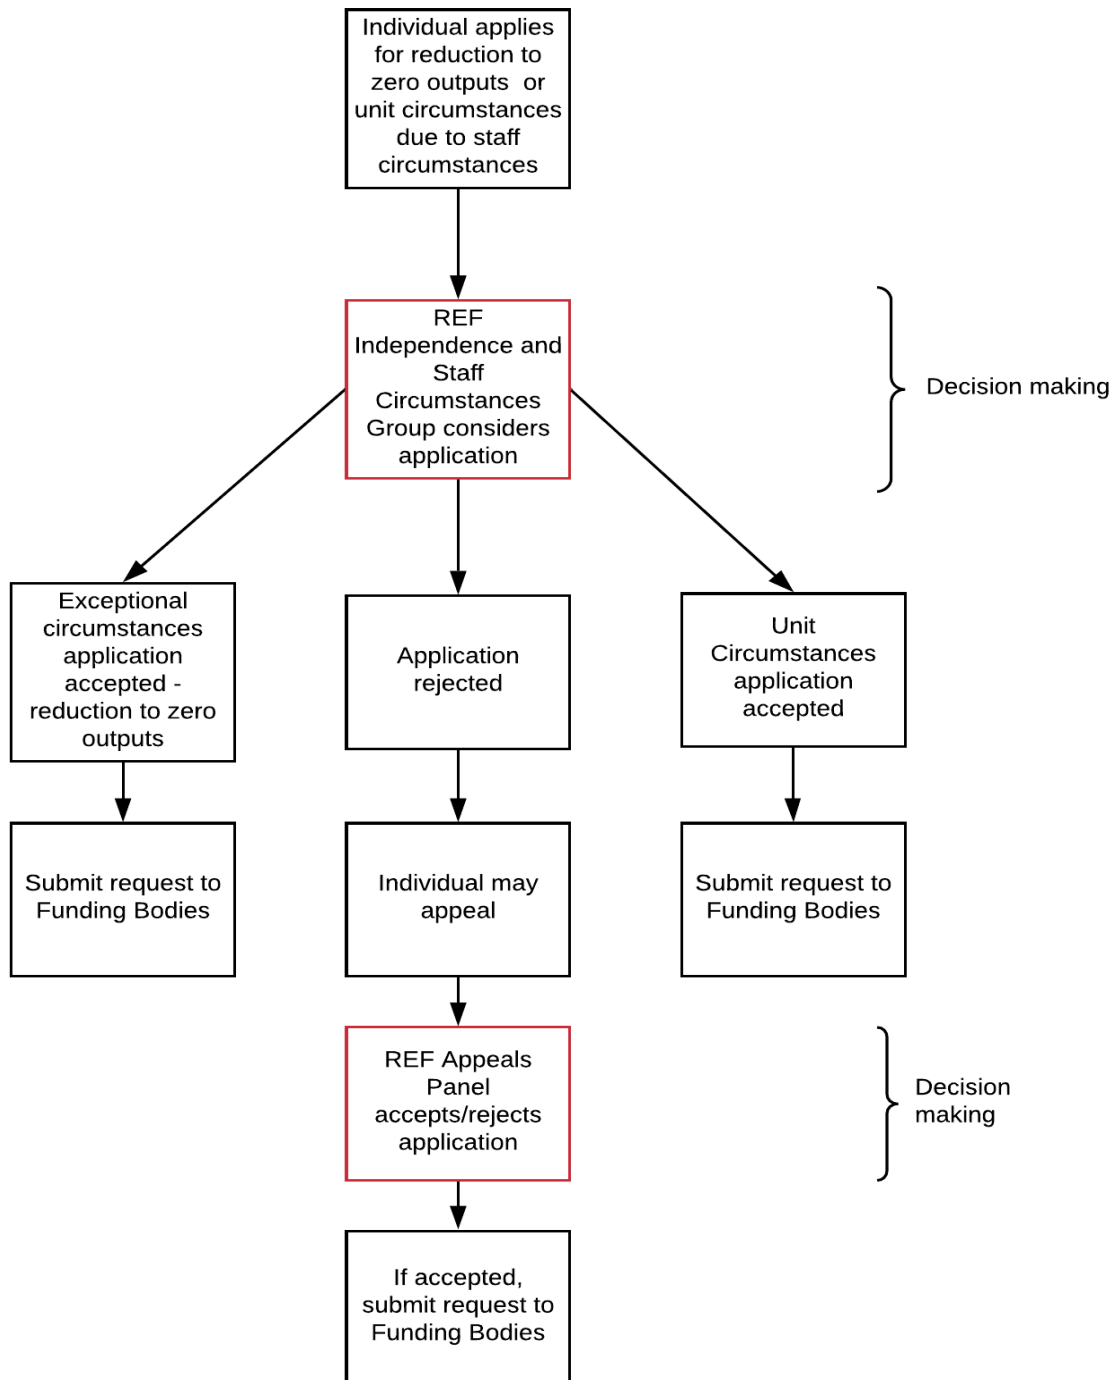 Individual applies
for reduction to
zero outputs or
unit circumstances
due to staff
circumstances
REF
Independence and
Staff
Circumstances
Group considers
application
Decision making
Exceptional
circumstances
application
accepted -
reduction to zero
outputs
Application
rejected
Unit
Circumstances
application
accepted
Submit request to
Funding Bodies
Individual may
appeal
Submit request to
Funding Bodies
REF Appeals
Panel
accepts/rejects
application
Decision
making
If accepted,
submit request to
Funding Bodies